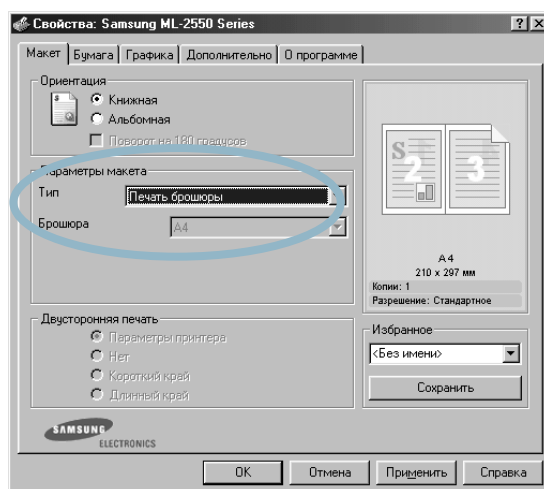 Свойства: Samsung ML-2550 Series
Макет Бумага Графика Дополнительно О программе
Ориентация
Книжная
Альбомная
Поворот на 180 градусов
Параметры макета
Тип Печать брошюры
Брошюра A4
S
2 3
A4
210 x 297 мм
Копии: 1
Разрешение: Стандартное
Двусторонняя печать
Параметры принтера
Нет
Короткий край
Длинный край
Избранное
<Без имени>
Сохранить
SAMSUNG
ELECTRONICS
OK Отмена Применить Справка